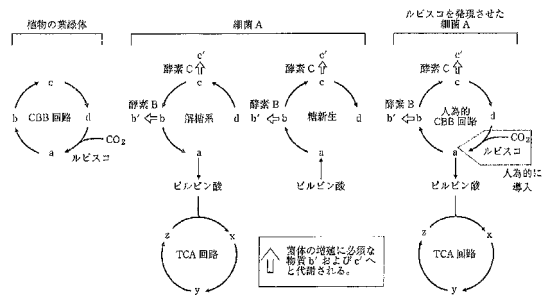 植物の葉緑体
細菌A
ルビスコを発現させた
細菌A
c
b
CBB回路
d
CO₂
a
ルビスコ
c′
酵素C
c
酵素B
b′
b
解糖系
d
a
ピルビン酸
z
x
TCA回路
y
c′
酵素C
c
酵素B
b′
b
糖新生
d
a
ピルビン酸
菌体の増殖に必須な
物質b′およびc′へ
と代謝される。
c′
酵素C
c
酵素B
b′
b
人為的
CBB回路
d
CO₂
a
ルビスコ
人為的に
導入
ピルビン酸
z
x
TCA回路
y